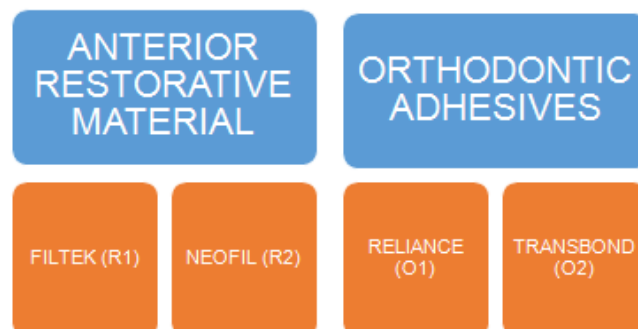 ANTERIOR
RESTORATIVE
MATERIAL
ORTHODONTIC
ADHESIVES
FILTEK (R1)
NEOFIL (R2)
RELIANCE
(O1)
TRANSBOND
(O2)